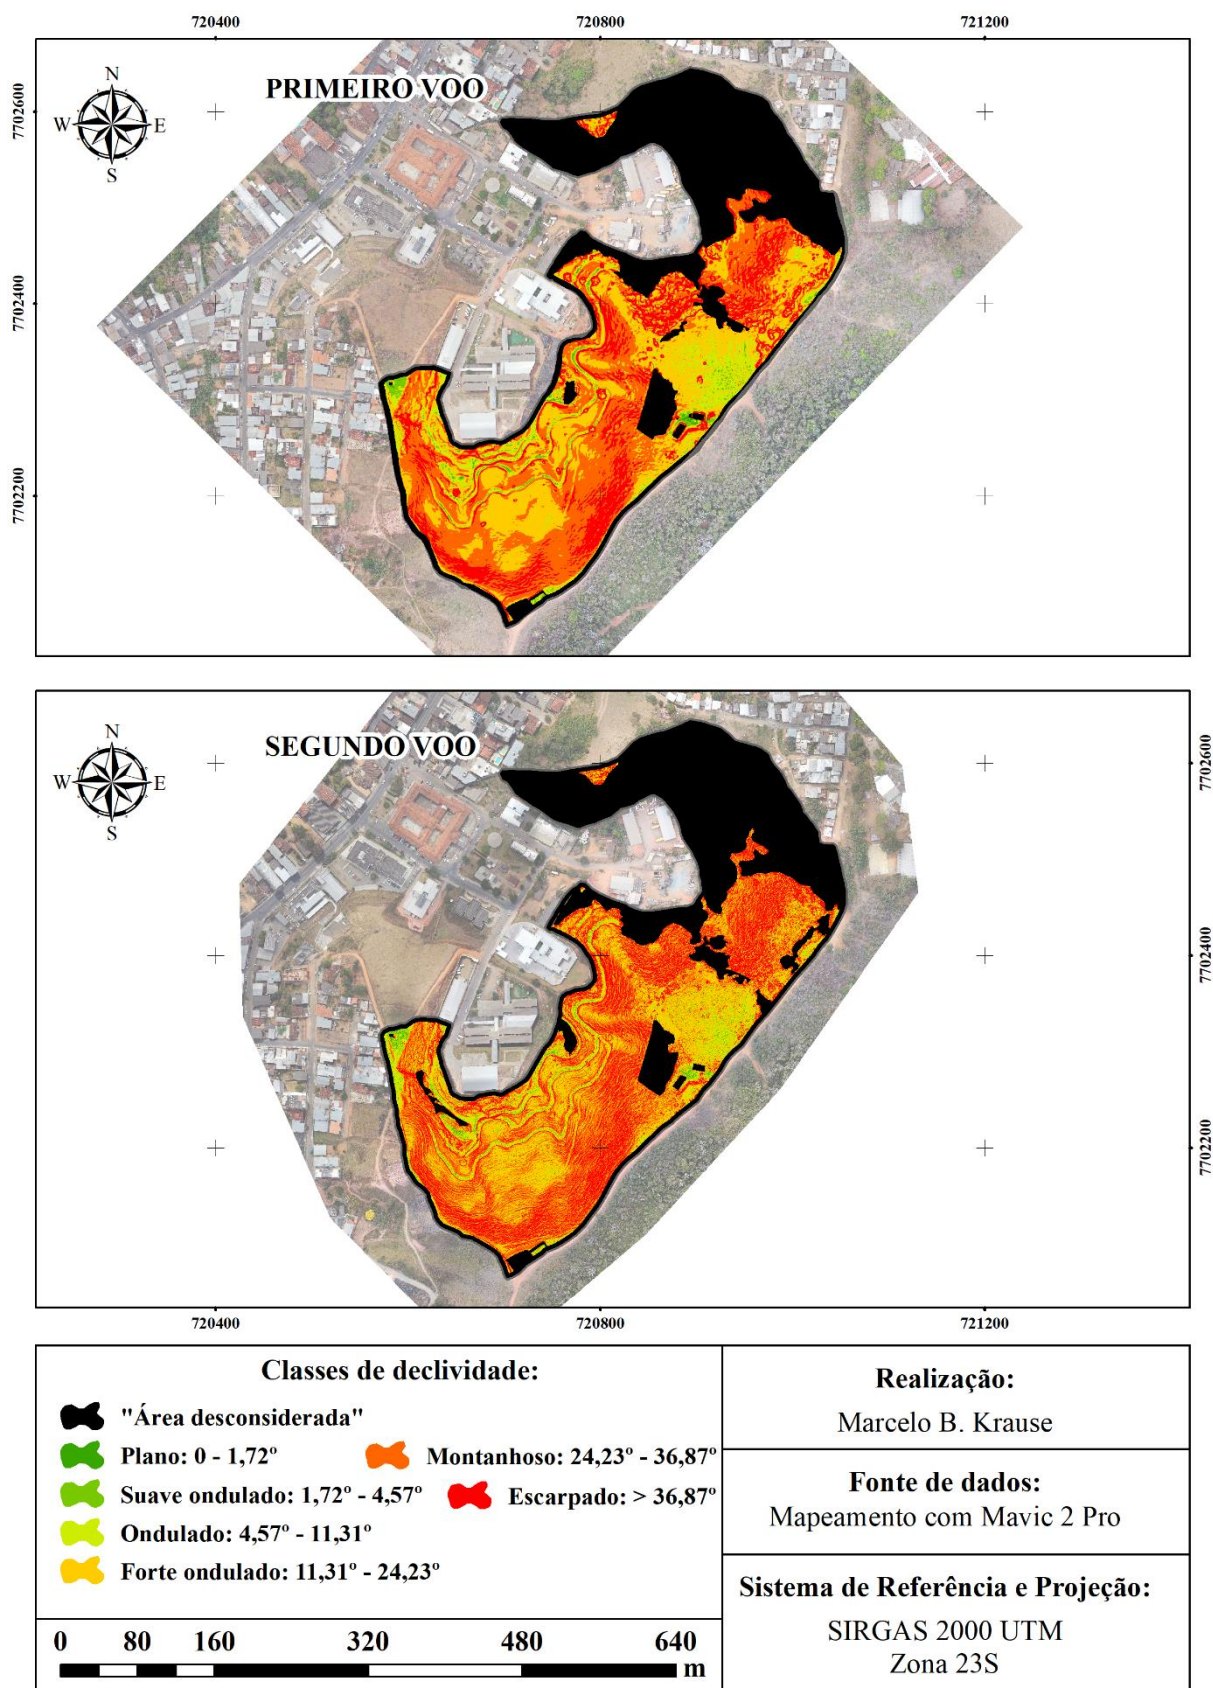 720400
720800
721200
PRIMEIRO VOO
N
W
E
S
7702600
7702400
7702200
7702600
7702400
7702200
SEGUNDO VOO
N
W
E
S
720400
720800
721200
Classes de declividade:
"Área desconsiderada"
Plano: 0 - 1,72º
Montanhoso: 24,23º - 36,87º
Suave ondulado: 1,72º - 4,57º
Escarpado: > 36,87º
Ondulado: 4,57º - 11,31º
Forte ondulado: 11,31º - 24,23º
0 80 160 320 480 640
m
Realização:
Marcelo B. Krause
Fonte de dados:
Mapeamento com Mavic 2 Pro
Sistema de Referência e Projeção:
SIRGAS 2000 UTM
Zona 23S